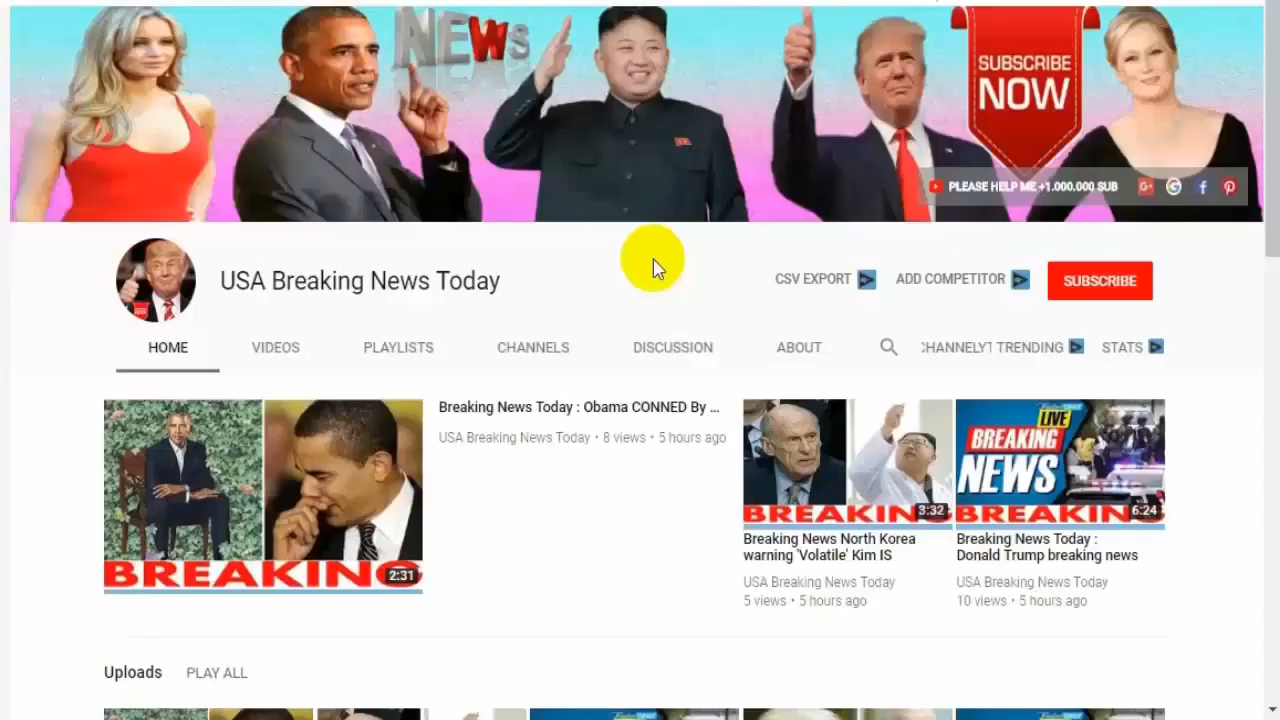 NEWS
SUBSCRIBE
NOW
PLEASE HELP ME +1.000.000 SUB
USA Breaking News Today
CSV EXPORT
ADD COMPETITOR
SUBSCRIBE
HOME
VIDEOS
PLAYLISTS
CHANNELS
DISCUSSION
ABOUT
CHANNELYT TRENDING
STATS
BREAKING
2:31
Breaking News Today : Obama CONNED By ...
USA Breaking News Today • 8 views • 5 hours ago
BREAKING
3:32
Breaking News North Korea
warning 'Volatile' Kim IS
USA Breaking News Today
5 views • 5 hours ago
LIVE
BREAKING
NEWS
BREAKING
6:24
Breaking News Today :
Donald Trump breaking news
USA Breaking News Today
10 views • 5 hours ago
Uploads
PLAY ALL